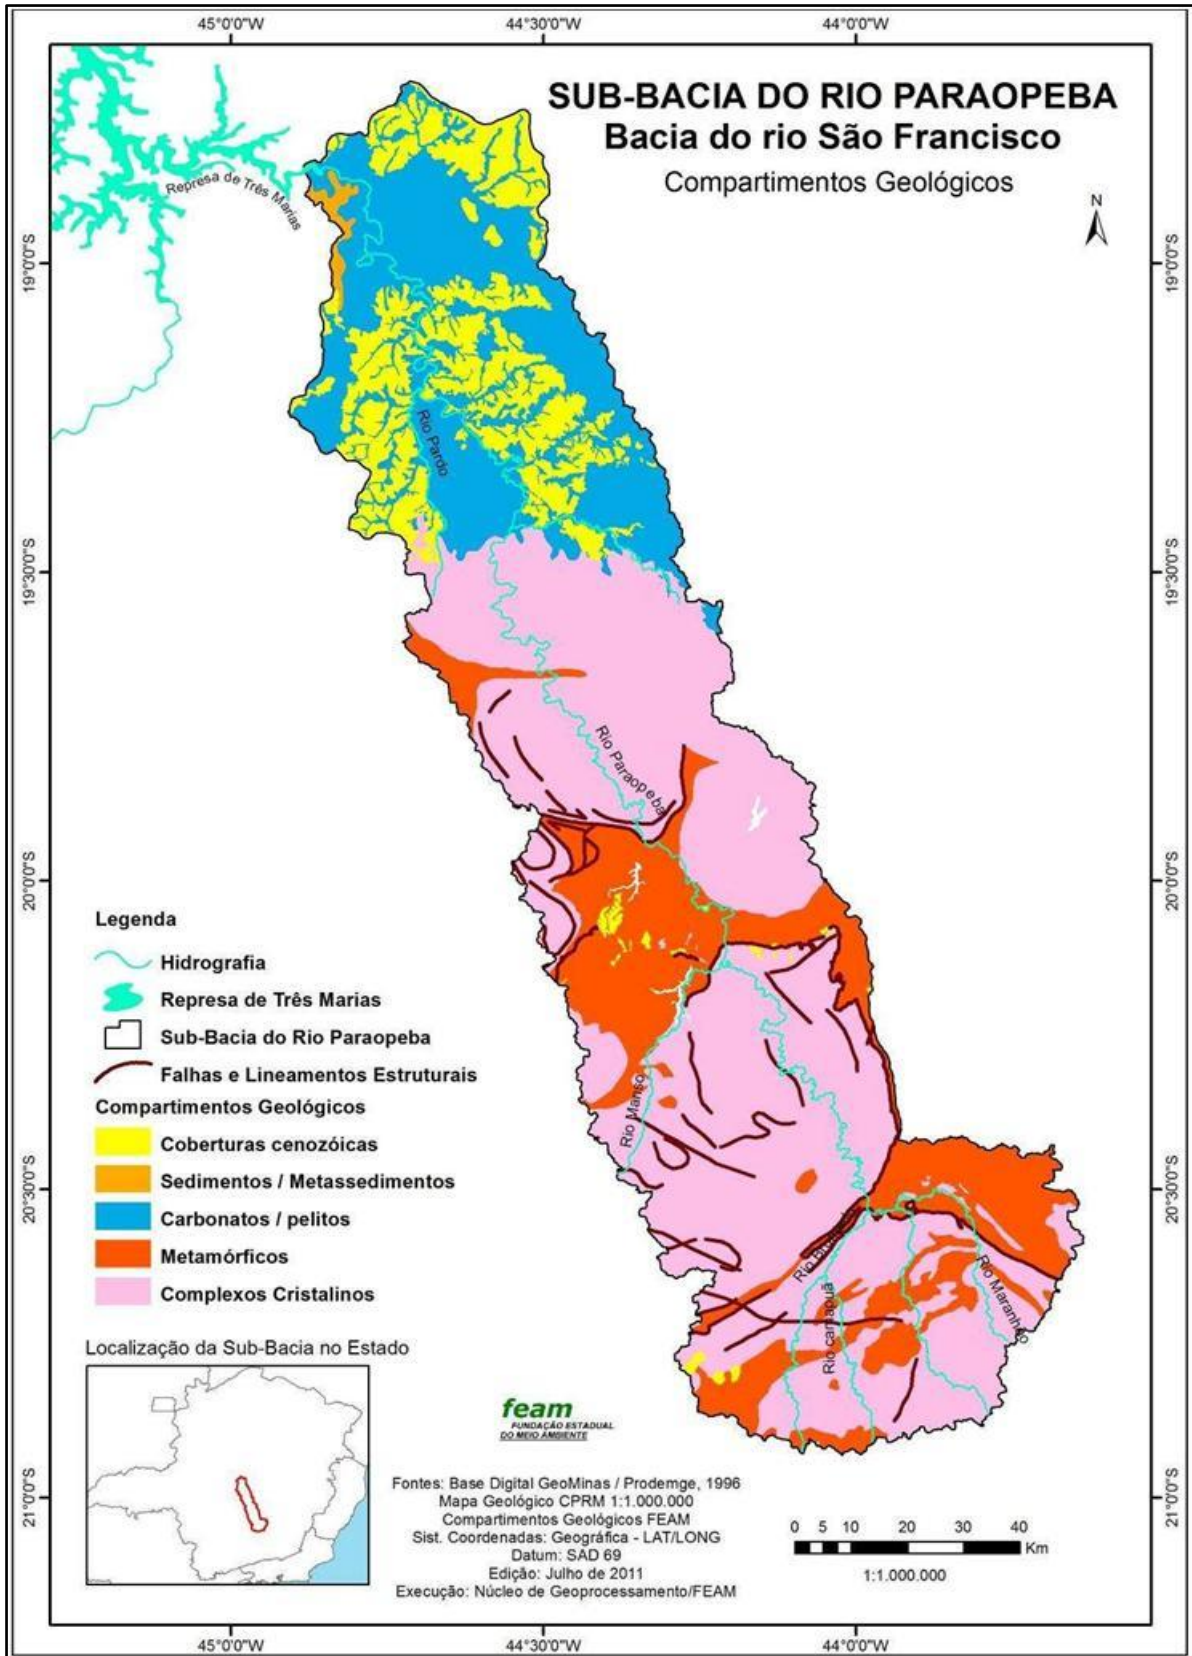 45°0'0"W 44°30'0"W 44°0'0"W
SUB-BACIA DO RIO PARAOPEBA
Bacia do rio São Francisco
Compartimentos Geológicos
N
Represa de Três Marias
19°0'0"S 19°0'0"S
Rio Pardo
19°30'0"S 19°30'0"S
Rio Paraopeba
20°0'0"S 20°0'0"S
Legenda
Hidrografia
Represa de Três Marias
Sub-Bacia do Rio Paraopeba
Falhas e Lineamentos Estruturais
Compartimentos Geológicos
Coberturas cenozóicas
Sedimentos / Metassedimentos
Carbonatos / pelitos
Metamórficos
Complexos Cristalinos
Rio Manso
20°30'0"S 20°30'0"S
Rio
Rio camapuã
Rio Maranhão
Localização da Sub-Bacia no Estado
feam
FUNDAÇÃO ESTADUAL
DO MEIO AMBIENTE
21°0'0"S 21°0'0"S
Fontes: Base Digital GeoMinas / Prodemge, 1996
Mapa Geológico CPRM 1:1.000.000
Compartimentos Geológicos FEAM
Sist. Coordenadas: Geográfica - LAT/LONG
Datum: SAD 69
Edição: Julho de 2011
Execução: Núcleo de Geoprocessamento/FEAM
0 5 10 20 30 40
Km
1:1.000.000
45°0'0"W 44°30'0"W 44°0'0"W